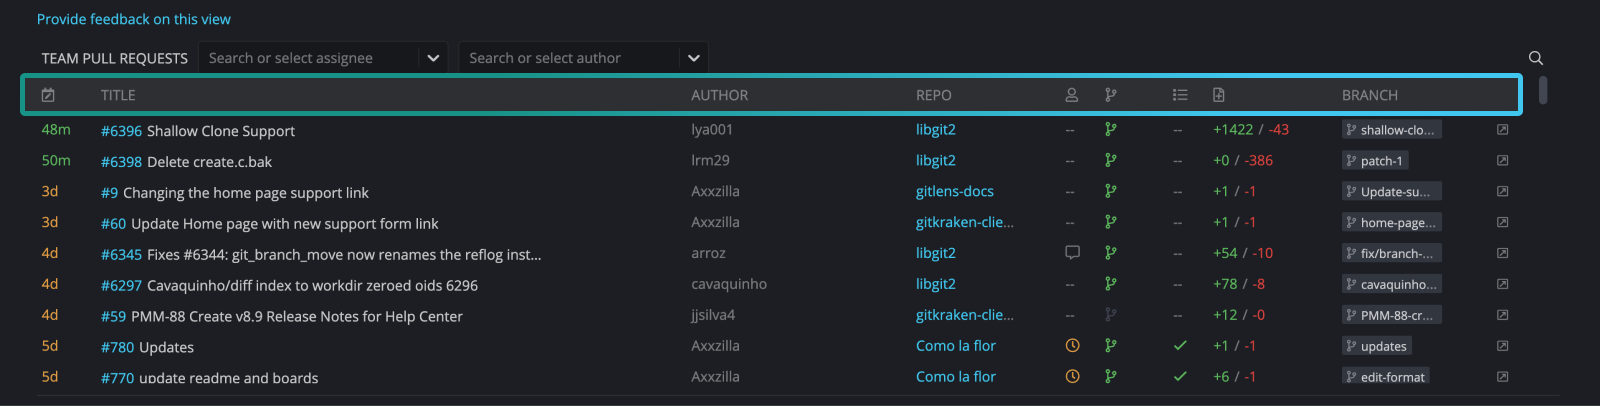 Provide feedback on this view
TEAM PULL REQUESTS Search or select assignee Search or select author
TITLE AUTHOR REPO BRANCH
48m #6396 Shallow Clone Support lya001 libgit2 -- -- +1422 / -43 shallow-clo...
50m #6398 Delete create.c.bak lrm29 libgit2 -- -- +0 / -386 patch-1
3d #9 Changing the home page support link Axxzilla gitlens-docs -- -- +1 / -1 Update-su...
3d #60 Update Home page with new support form link Axxzilla gitkraken-clie... -- -- +1 / -1 home-page...
4d #6345 Fixes #6344: git_branch_move now renames the reflog inst... arroz libgit2 -- +54 / -10 fix/branch-...
4d #6297 Cavaquinho/diff index to workdir zeroed oids 6296 cavaquinho libgit2 -- -- +78 / -8 cavaquinho...
4d #59 PMM-88 Create v8.9 Release Notes for Help Center jjsilva4 gitkraken-clie... -- -- +12 / -0 PMM-88-cr...
5d #780 Updates Axxzilla Como la flor +1 / -1 updates
5d #770 update readme and boards Axxzilla Como la flor +6 / -1 edit-format